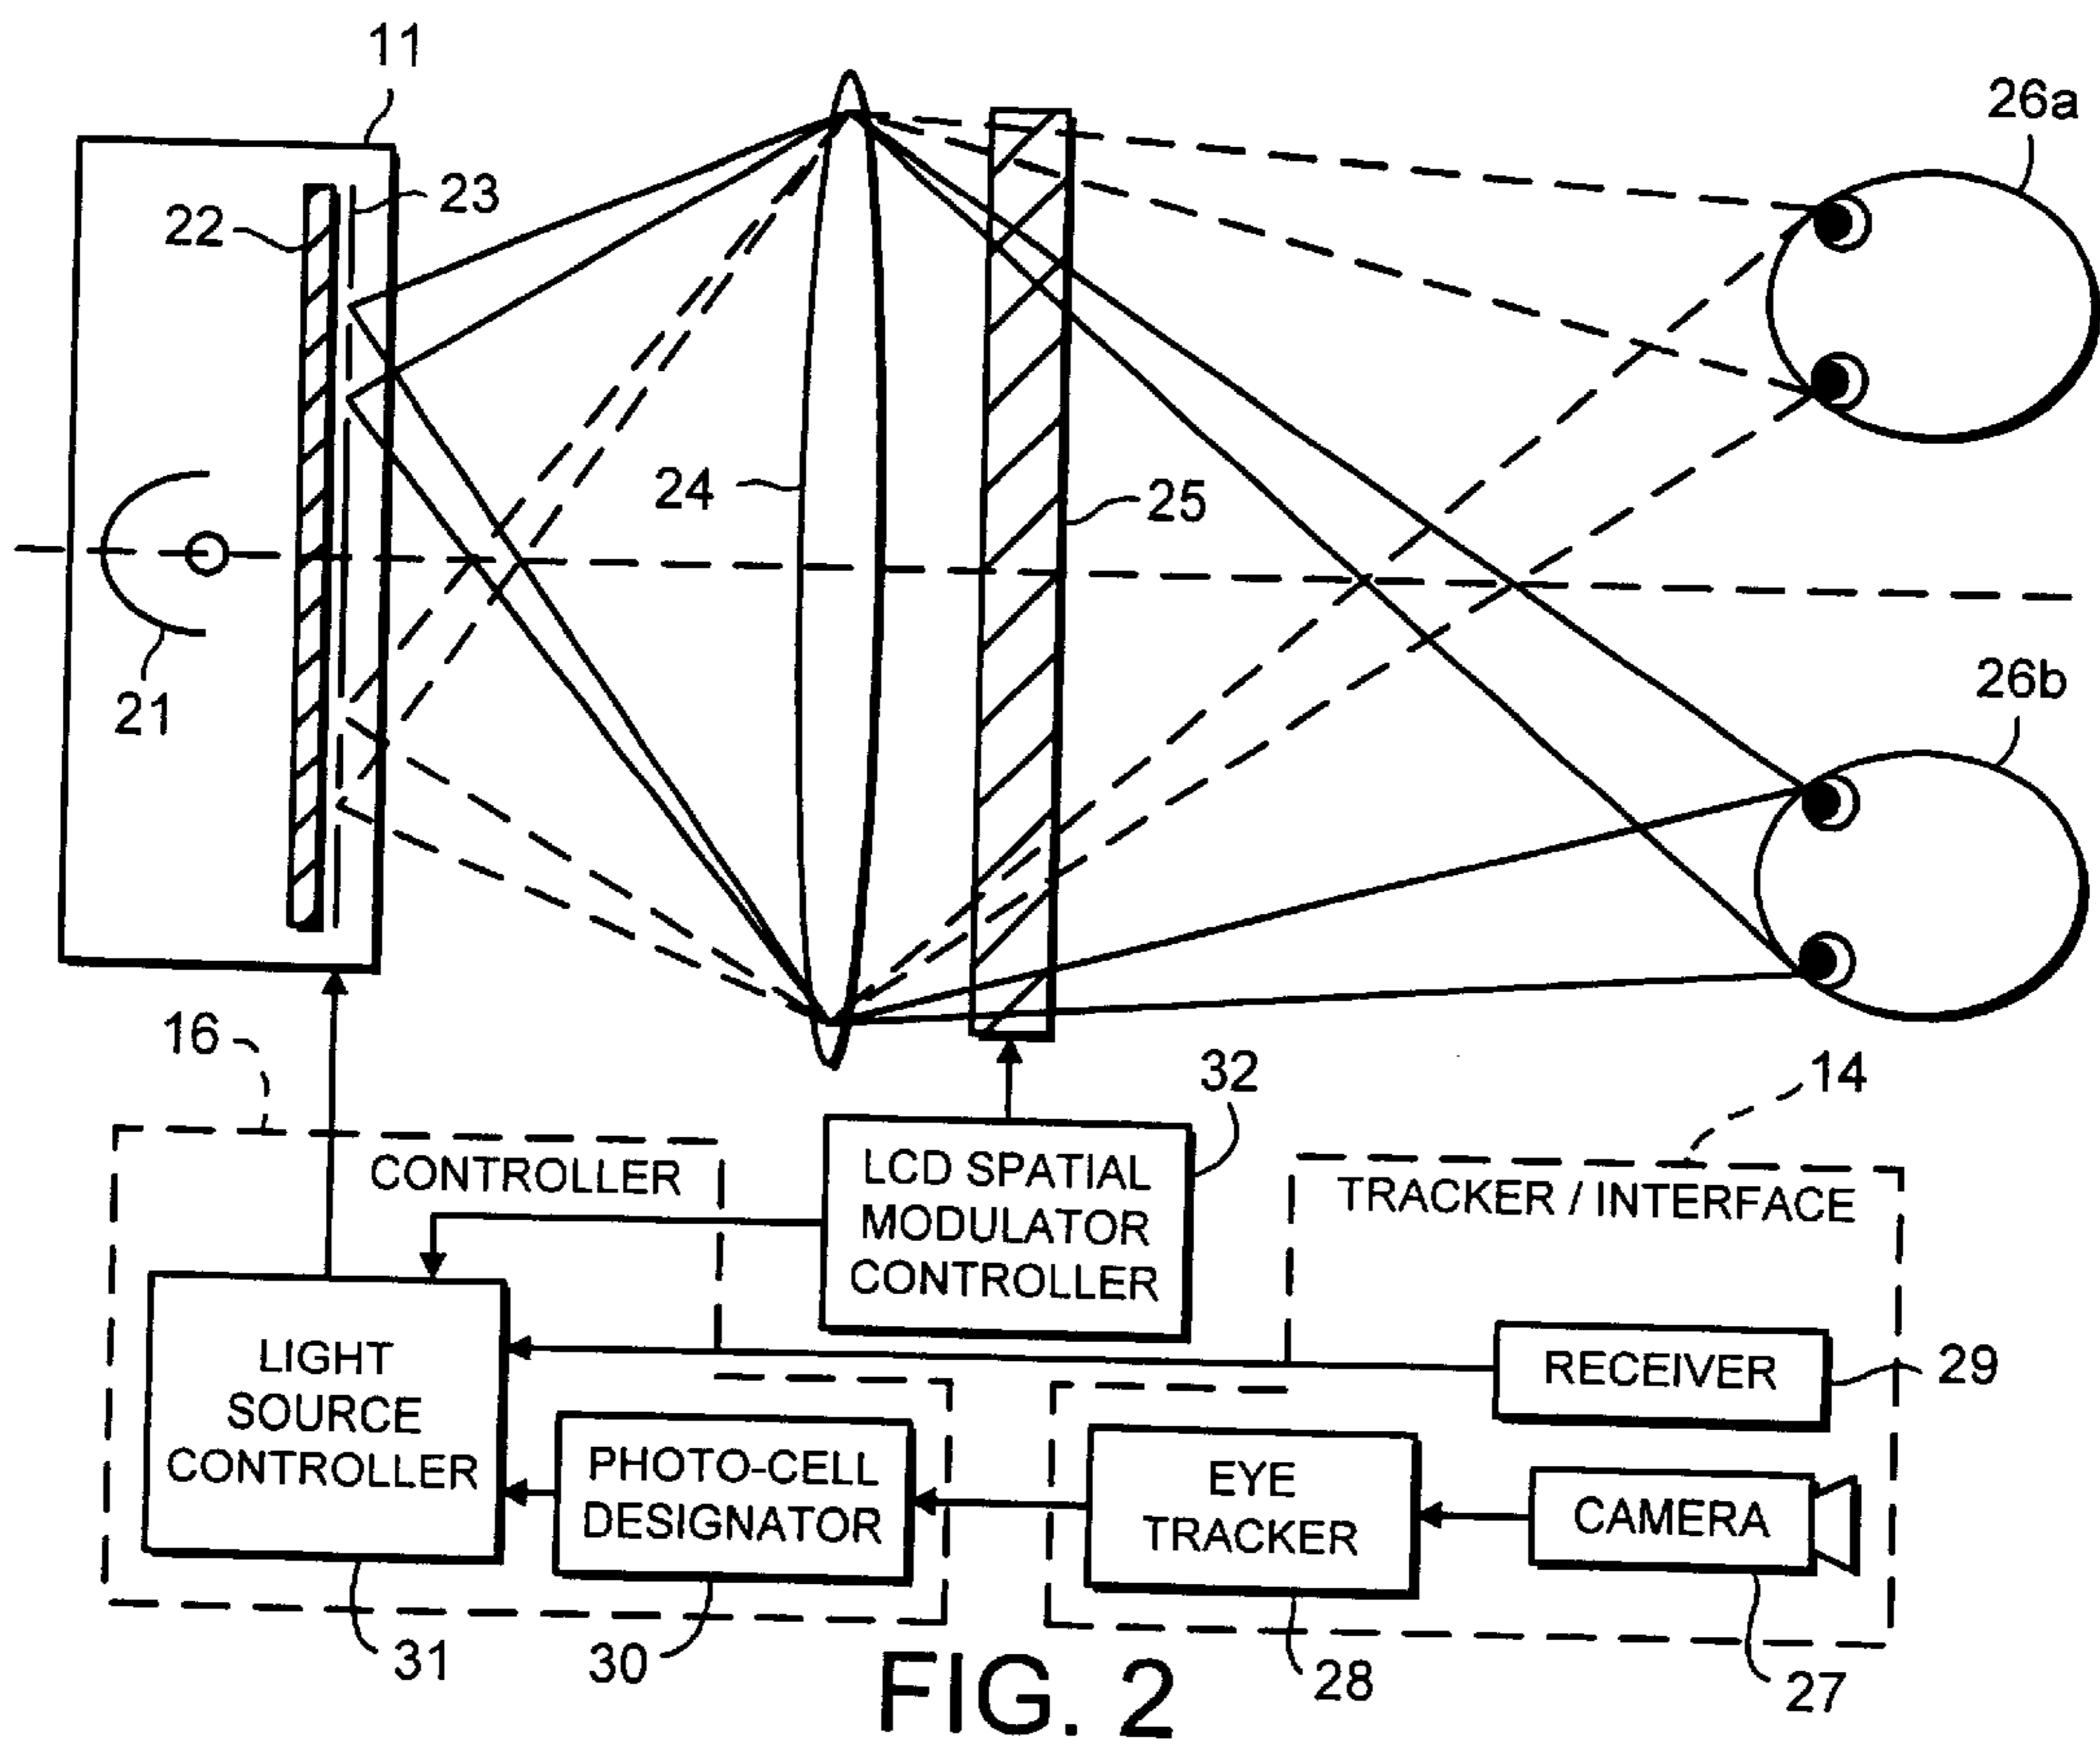 11
26a
23
22
24
25
21
26b
16
32
14
CONTROLLER
LCD SPATIAL
MODULATOR
CONTROLLER
TRACKER / INTERFACE
LIGHT
SOURCE
CONTROLLER
RECEIVER
29
PHOTO-CELL
DESIGNATOR
EYE
TRACKER
CAMERA
31
30
28
27
FIG. 2